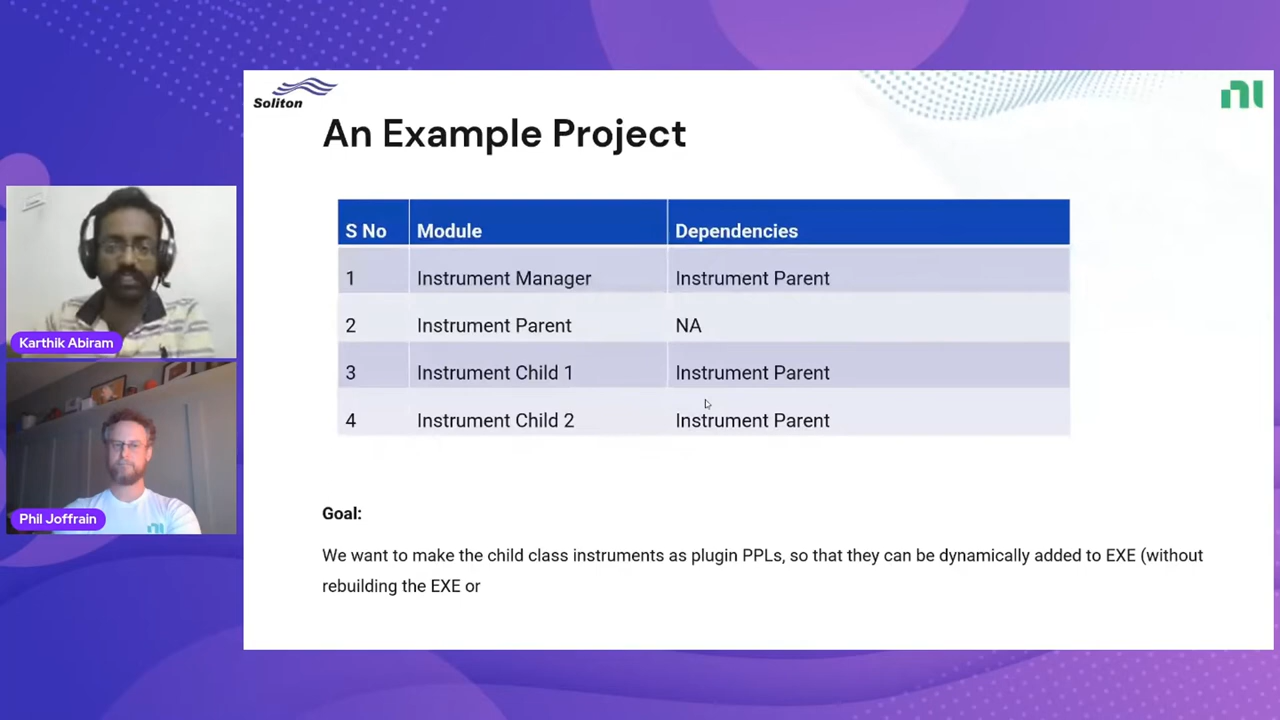 Soliton
An Example Project
S No Module Dependencies
1 Instrument Manager Instrument Parent
2 Instrument Parent NA
3 Instrument Child 1 Instrument Parent
4 Instrument Child 2 Instrument Parent
Karthik Abiram
Phil Joffrain
Goal:
We want to make the child class instruments as plugin PPLs, so that they can be dynamically added to EXE (without
rebuilding the EXE or